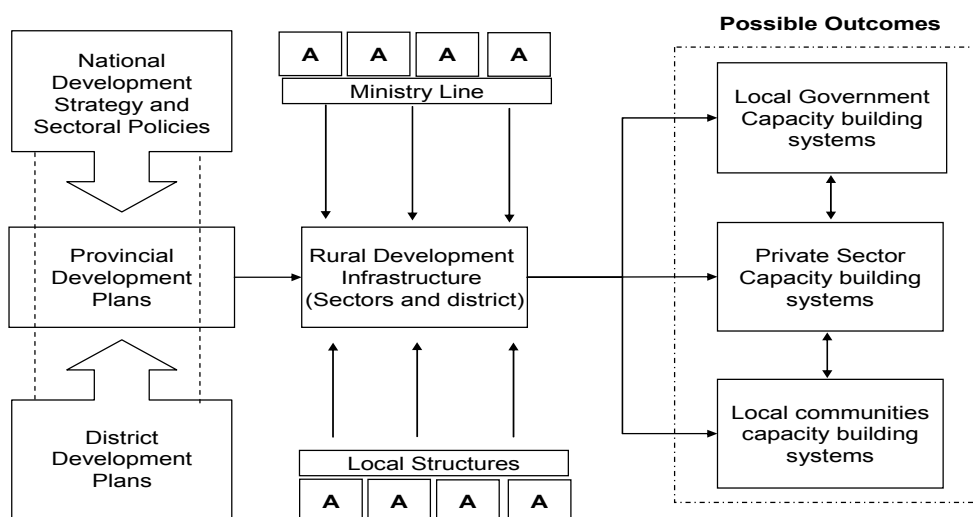 Possible Outcomes
National
Development
Strategy and
Sectoral Policies
A A A A
Ministry Line
Local Government
Capacity building
systems
Provincial
Development
Plans
Rural Development
Infrastructure
(Sectors and district)
Private Sector
Capacity building
systems
District
Development
Plans
Local Structures
A A A A
Local communities
capacity building
systems